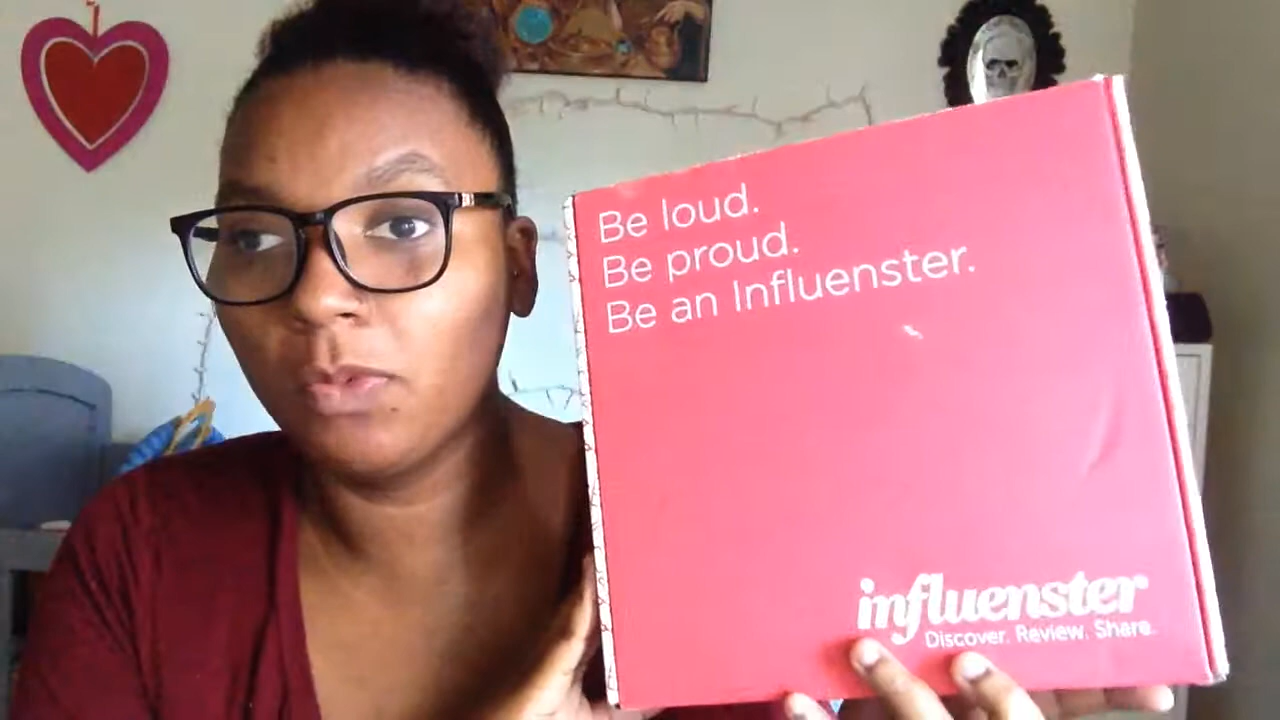 Be loud.
Be proud.
Be an Influenster.
influenster
Discover. Review. Share.